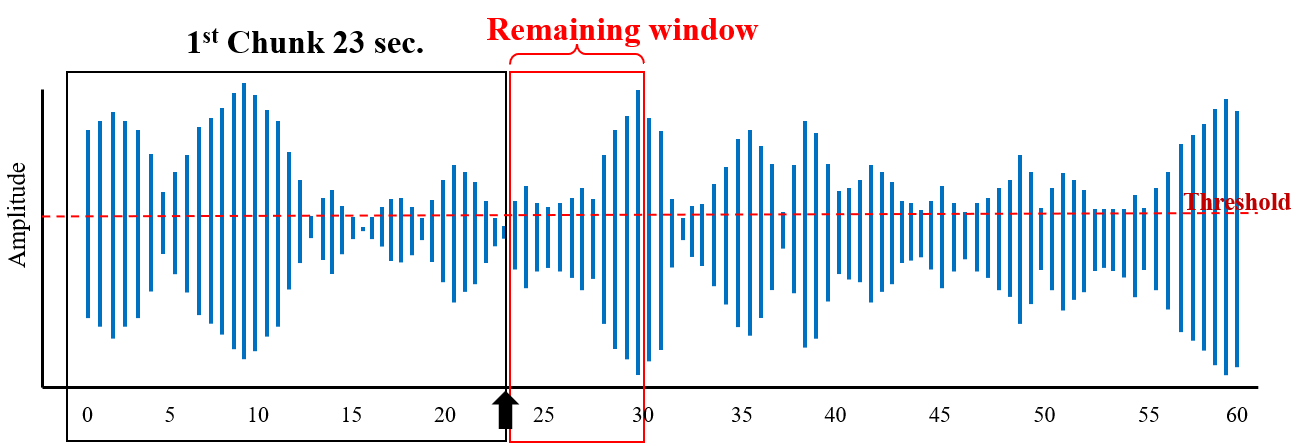 Remaining window
1st Chunk 23 sec.
Amplitude
Threshold
0 5 10 15 20 25 30 35 40 45 50 55 60